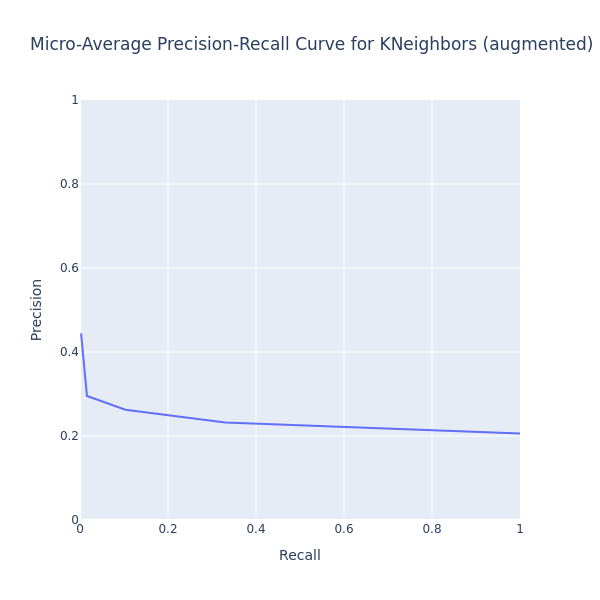 Micro-Average Precision-Recall Curve for KNeighbors (augmented)
1
0.8
0.6
0.4
0.2
0
Precision
0 0.2 0.4 0.6 0.8 1
Recall